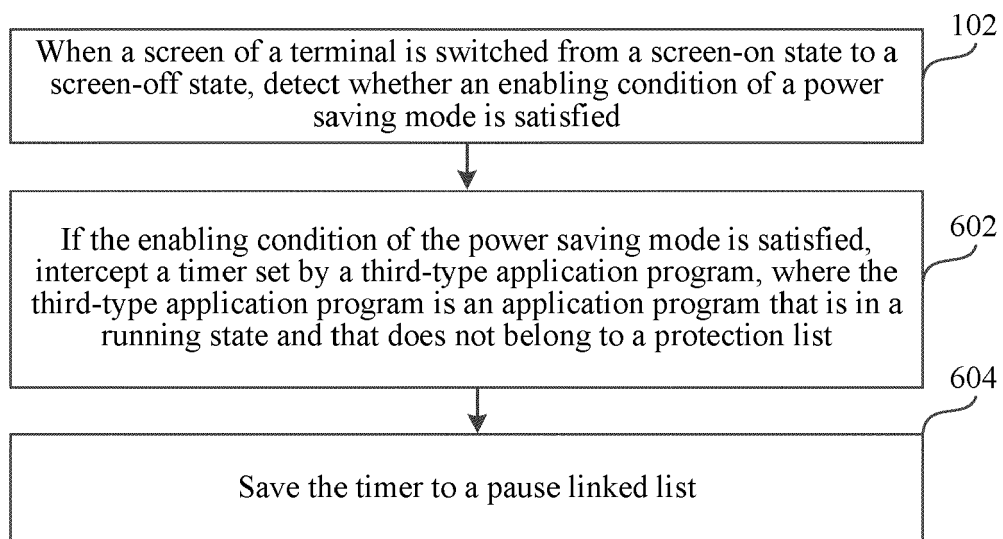 102
When a screen of a terminal is switched from a screen-on state to a
screen-off state, detect whether an enabling condition of a power
saving mode is satisfied
602
If the enabling condition of the power saving mode is satisfied,
intercept a timer set by a third-type application program, where the
third-type application program is an application program that is in a
running state and that does not belong to a protection list
604
Save the timer to a pause linked list